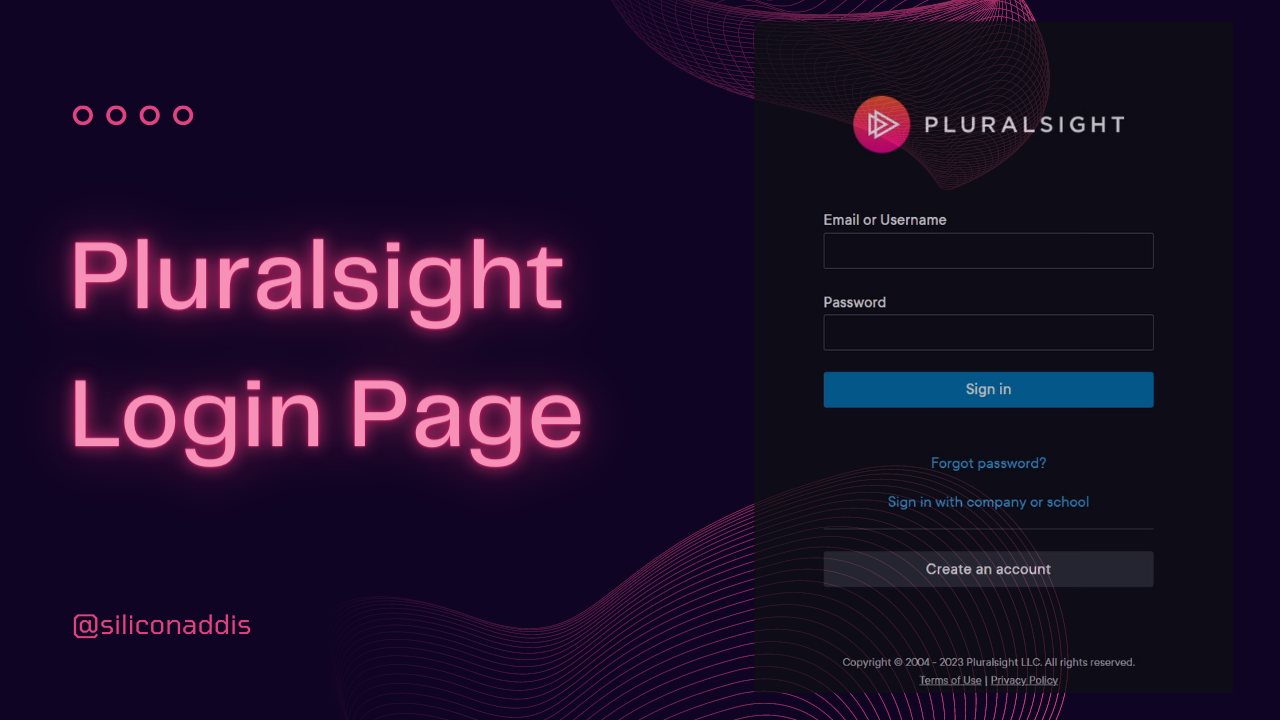 Pluralsight
Login Page
@siliconaddis
PLURALSIGHT
Email or Username
Password
Sign in
Forgot password?
Sign in with company or school
Create an account
Copyright © 2004 - 2023 Pluralsight LLC. All rights reserved.
Terms of Use | Privacy Policy